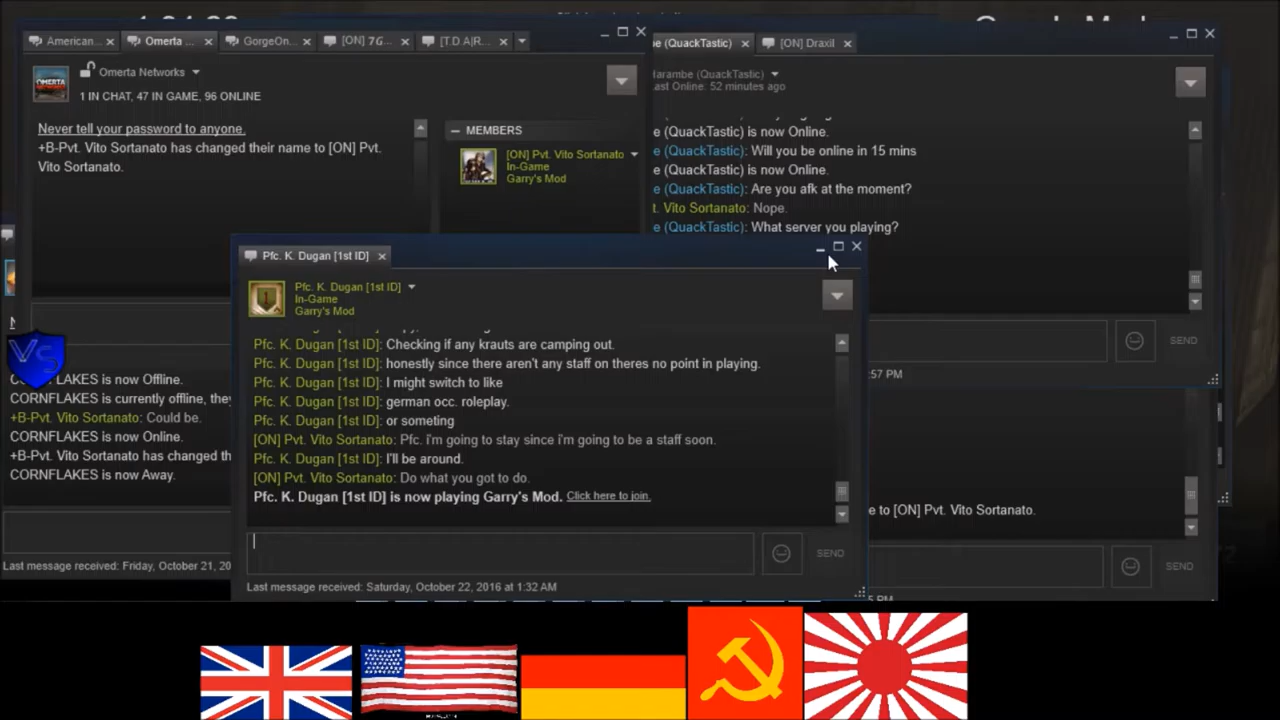 American...
Omerta ...
GorgeOn...
[ON] 7G...
[T.D A|R...
Omerta Networks
1 IN CHAT, 47 IN GAME, 96 ONLINE
Never tell your password to anyone.
+B-Pvt. Vito Sortanato has changed their name to [ON] Pvt.
Vito Sortanato.
MEMBERS
[ON] Pvt. Vito Sortanato
In-Game
Garry's Mod
e (QuackTastic)
[ON] Draxil
Harambe (QuackTastic)
Last Online: 52 minutes ago
e (QuackTastic) is now Online.
e (QuackTastic): Will you be online in 15 mins
e (QuackTastic) is now Online.
e (QuackTastic): Are you afk at the moment?
t. Vito Sortanato: Nope.
e (QuackTastic): What server you playing?
SEND
:57 PM
Pfc. K. Dugan [1st ID]
Pfc. K. Dugan [1st ID]
In-Game
Garry's Mod
Pfc. K. Dugan [1st ID]: Checking if any krauts are camping out.
Pfc. K. Dugan [1st ID]: honestly since there aren't any staff on theres no point in playing.
Pfc. K. Dugan [1st ID]: I might switch to like
Pfc. K. Dugan [1st ID]: german occ. roleplay.
Pfc. K. Dugan [1st ID]: or someting
[ON] Pvt. Vito Sortanato: Pfc. i'm going to stay since i'm going to be a staff soon.
Pfc. K. Dugan [1st ID]: I'll be around.
[ON] Pvt. Vito Sortanato: Do what you got to do.
Pfc. K. Dugan [1st ID] is now playing Garry's Mod. Click here to join.
SEND
Last message received: Saturday, October 22, 2016 at 1:32 AM
VS
CORNFLAKES is now Offline.
CORNFLAKES is currently offline, they
+B-Pvt. Vito Sortanato: Could be.
CORNFLAKES is now Online.
+B-Pvt. Vito Sortanato has changed th
CORNFLAKES is now Away.
Last message received: Friday, October 21, 20
e to [ON] Pvt. Vito Sortanato.
SEND
PM